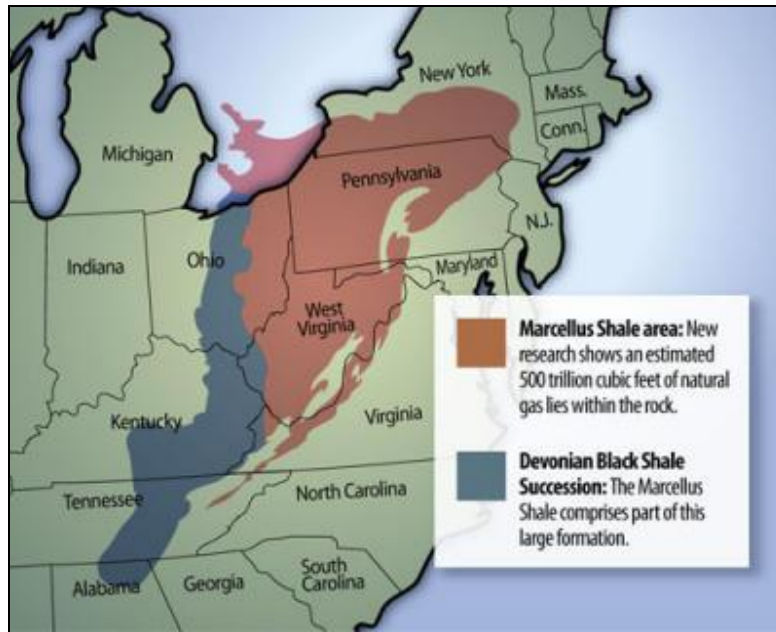 New York
Mass.
Conn.
Michigan
Pennsylvania
N.J.
Ohio
Indiana
Maryland
West
Virginia
Virginia
Kentucky
North Carolina
Tennessee
South
Carolina
Alabama
Georgia
Marcellus Shale area: New
research shows an estimated
500 trillion cubic feet of natural
gas lies within the rock.
Devonian Black Shale
Succession: The Marcellus
Shale comprises part of this
large formation.